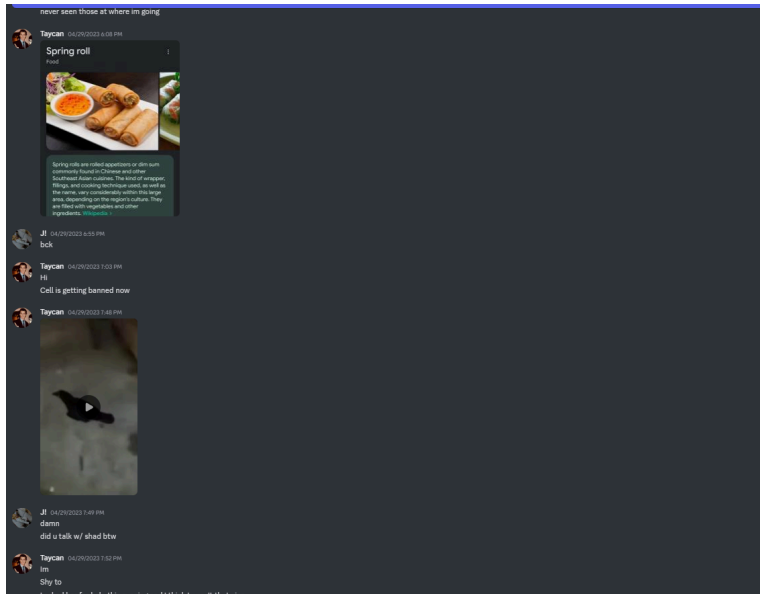 never seen those at where im going
Taycan 04/29/2023 6:08 PM
Spring roll
Food
Spring rolls are rolled appetizers or dim sum
commonly found in Chinese and other
Southeast Asian cuisines. The kind of wrapper,
fillings, and cooking technique used, as well as
the name, vary considerably within this large
area, depending on the region's culture. They
are filled with vegetables and other
ingredients. Wikipedia >
J! 04/29/2023 6:55 PM
bck
Taycan 04/29/2023 7:03 PM
Hi
Cell is getting banned now
Taycan 04/29/2023 7:48 PM
J! 04/29/2023 7:49 PM
damn
did u talk w/ shad btw
Taycan 04/29/2023 7:52 PM
Im
Shy to